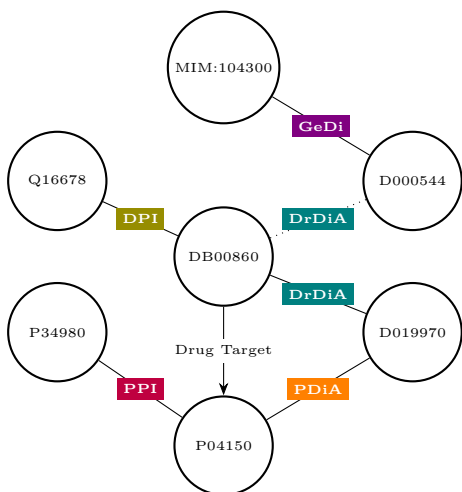 MIM:104300
GeDi
Q16678
D000544
DPI
DrDiA
DB00860
DrDiA
P34980
D019970
Drug Target
PPI
PDiA
P04150